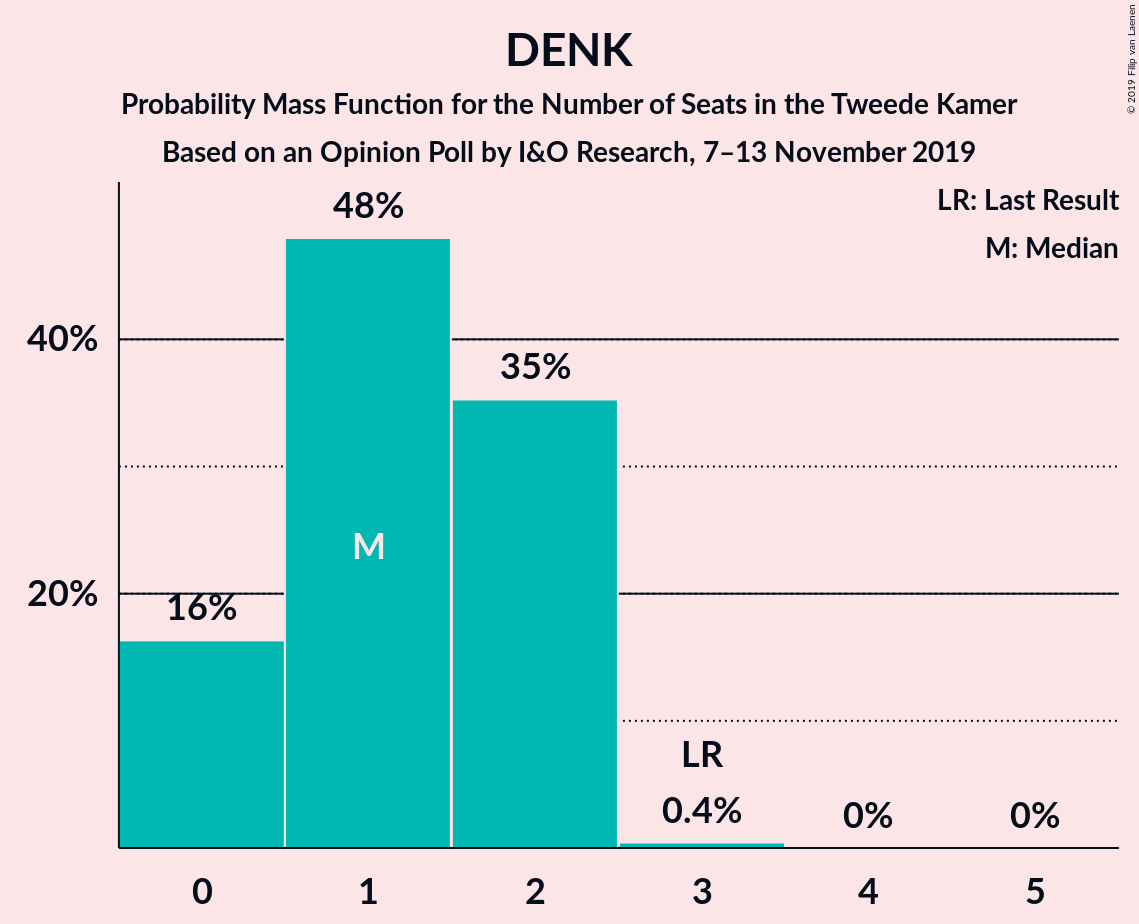 DENK
Probability Mass Function for the Number of Seats in the Tweede Kamer
Based on an Opinion Poll by I&O Research, 7–13 November 2019
© 2019 Filip van Laenen
LR: Last Result
M: Median
48%
40%
35%
M
20%
16%
LR
0.4%
0%
0%
0
1
2
3
4
5